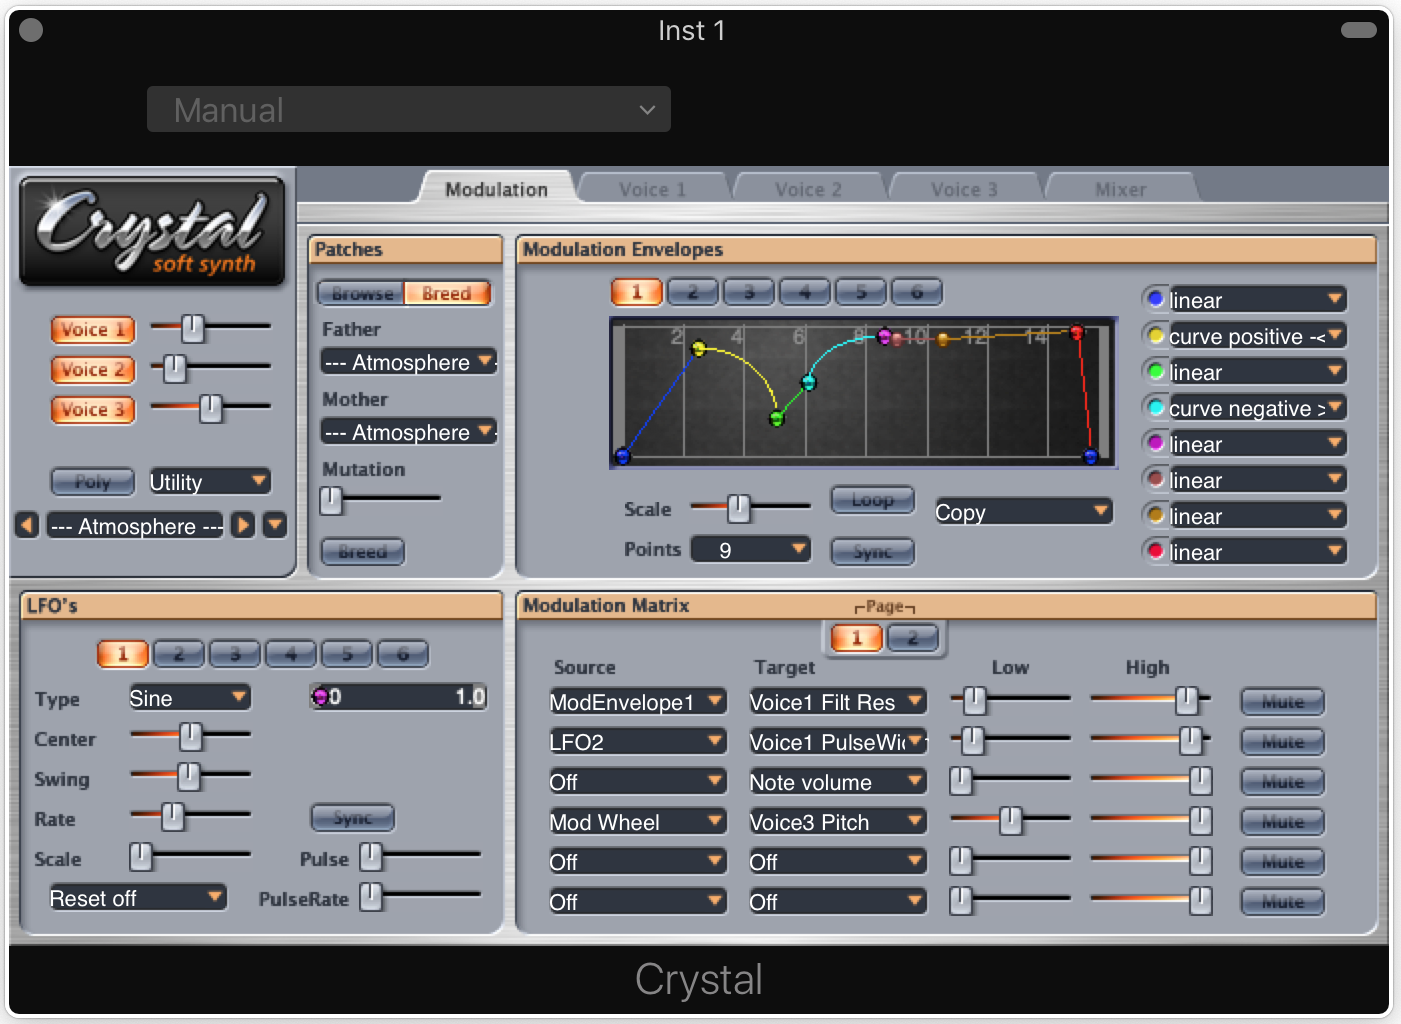 Inst 1
Manual
Crystal
soft synth
Modulation
Voice 1
Voice 2
Voice 3
Mixer
Voice 1
Voice 2
Voice 3
Poly
Utility
--- Atmosphere ---
Patches
Browse
Breed
Father
--- Atmosphere -
Mother
--- Atmosphere -
Mutation
Breed
Modulation Envelopes
1 2 3 4 5 6
2 4 6 8 10 12 14
Scale
Loop
Copy
Points
9
Sync
linear
curve positive -<
linear
curve negative >
linear
linear
linear
linear
LFO's
1 2 3 4 5 6
Type
Sine
0
1.0
Center
Swing
Rate
Sync
Scale
Pulse
Reset off
PulseRate
Modulation Matrix
Page
1 2
Source Target Low High
ModEnvelope1 Voice1 Filt Res Mute
LFO2 Voice1 PulseWi Mute
Off Note volume Mute
Mod Wheel Voice3 Pitch Mute
Off Off Mute
Off Off Mute
Crystal